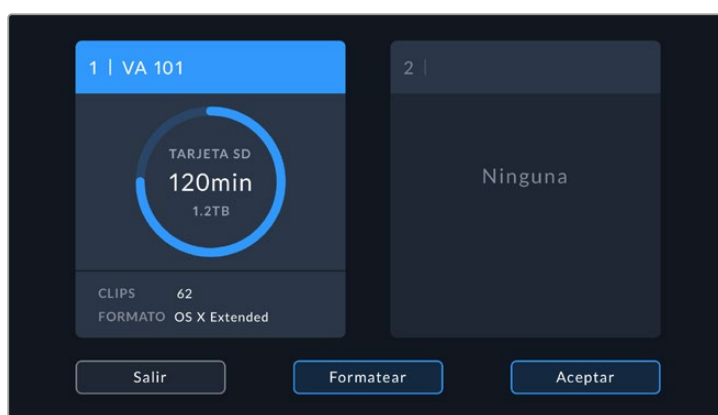 1 | VA 101
TARJETA SD
120min
1.2TB
CLIPS 62
FORMATO OS X Extended
2 |
Ninguna
Salir
Formatear
Aceptar